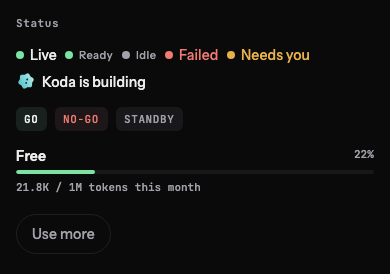 Status
Live Ready Idle Failed Needs you
Koda is building
GO NO-GO STANDBY
Free 22%
21.8K / 1M tokens this month
Use more